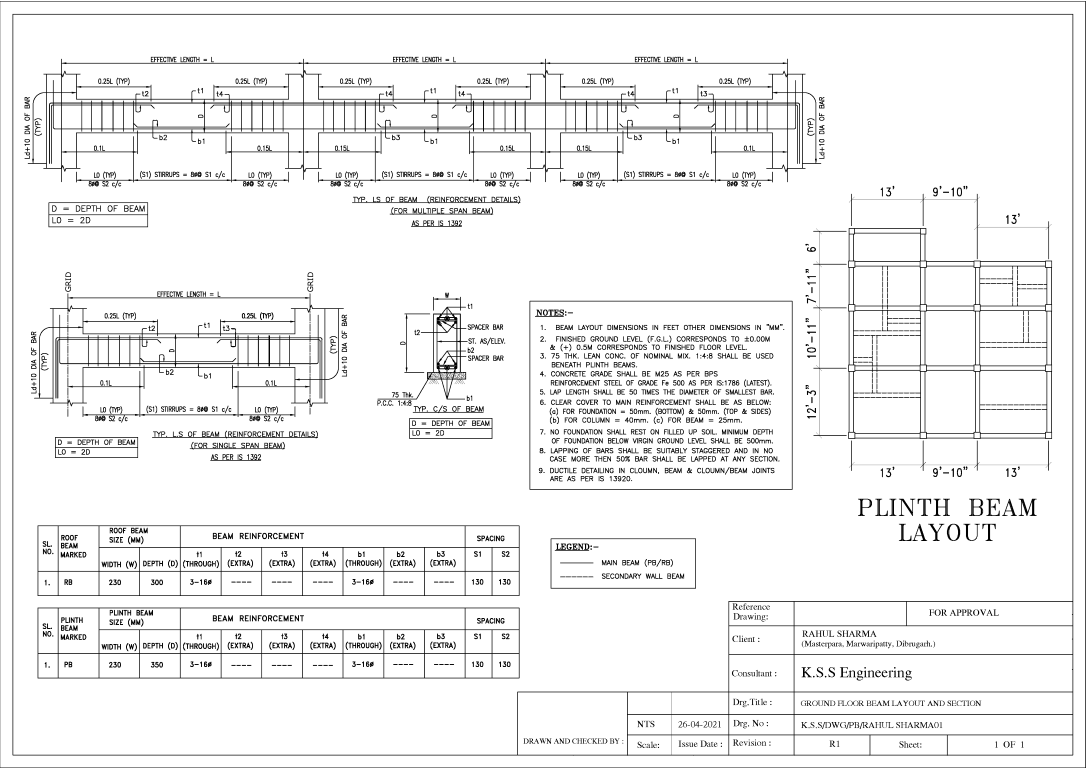 EFFECTIVE LENGTH = L
EFFECTIVE LENGTH = L
EFFECTIVE LENGTH = L
0.25L (TYP)
0.25L (TYP)
0.25L (TYP)
0.25L (TYP)
0.25L (TYP)
0.25L (TYP)
t2
t1
t4
t4
t1
t4
t4
t1
t3
Ld+10 DIA OF BAR
(TYP)
D
D
D
Ld+10 DIA OF BAR
(TYP)
b2
b1
b3
b1
b3
b1
0.1L
0.15L
0.15L
0.15L
0.15L
0.1L
LO (TYP)
(S1) STIRRUPS = 8#@ S1 c/c
LO (TYP)
LO (TYP)
(S1) STIRRUPS = 8#@ S1 c/c
LO (TYP)
LO (TYP)
(S1) STIRRUPS = 8#@ S1 c/c
LO (TYP)
8#@ S2 c/c
8#@ S2 c/c
8#@ S2 c/c
8#@ S2 c/c
8#@ S2 c/c
8#@ S2 c/c
D = DEPTH OF BEAM
LO = 2D
TYP. LS OF BEAM (REINFORCEMENT DETAILS)
(FOR MULTIPLE SPAN BEAM)
AS PER IS 1392
GRID
GRID
EFFECTIVE LENGTH = L
0.25L (TYP)
0.25L (TYP)
t2
t1
t3
Ld+10 DIA OF BAR
(TYP)
D
Ld+10 DIA OF BAR
(TYP)
b2
b1
0.1L
0.1L
LO (TYP)
(S1) STIRRUPS = 8#@ S1 c/c
LO (TYP)
8#@ S2 c/c
8#@ S2 c/c
D = DEPTH OF BEAM
LO = 2D
TYP. L.S OF BEAM (REINFORCEMENT DETAILS)
(FOR SINGLE SPAN BEAM)
AS PER IS 1392
W
t1
t2
SPACER BAR
D
ST. AS/ELEV.
b2
SPACER BAR
75 Thk.
P.C.C. 1:4:8
b1
TYP. C/S OF BEAM
D = DEPTH OF BEAM
LO = 2D
NOTES:-
1. BEAM LAYOUT DIMENSIONS IN FEET OTHER DIMENSIONS IN "MM".
2. FINISHED GROUND LEVEL (F.G.L.) CORRESPONDS TO ±0.00M
& (+) 0.5M CORRESPONDS TO FINISHED FLOOR LEVEL.
3. 75 THK. LEAN CONC. OF NOMINAL MIX. 1:4:8 SHALL BE USED
BENEATH PLINTH BEAMS.
4. CONCRETE GRADE SHALL BE M25 AS PER BPS
REINFORCEMENT STEEL OF GRADE Fe 500 AS PER IS:1786 (LATEST).
5. LAP LENGTH SHALL BE 50 TIMES THE DIAMETER OF SMALLEST BAR.
6. CLEAR COVER TO MAIN REINFORCEMENT SHALL BE AS BELOW:
(a) FOR FOUNDATION = 50mm. (BOTTOM) & 50mm. (TOP & SIDES)
(b) FOR COLUMN = 40mm. (c) FOR BEAM = 25mm.
7. NO FOUNDATION SHALL REST ON FILLED UP SOIL. MINIMUM DEPTH
OF FOUNDATION BELOW VIRGIN GROUND LEVEL SHALL BE 500mm.
8. LAPPING OF BARS SHALL BE SUITABLY STAGGERED AND IN NO
CASE MORE THEN 50% BAR SHALL BE LAPPED AT ANY SECTION.
9. DUCTILE DETAILING IN CLOUMN, BEAM & CLOUMN/BEAM JOINTS
ARE AS PER IS 13920.
13'
9'-10"
13'
6'
7'-11"
10'-11"
12'-3"
13'
9'-10"
13'
PLINTH BEAM
LAYOUT
SL. NO.
ROOF BEAM MARKED
ROOF BEAM SIZE (MM)
BEAM REINFORCEMENT
SPACING
WIDTH (W)
DEPTH (D)
t1 (THROUGH)
t2 (EXTRA)
t3 (EXTRA)
t4 (EXTRA)
b1 (THROUGH)
b2 (EXTRA)
b3 (EXTRA)
S1
S2
1. RB 230 300 3-16ø ---- ---- ---- 3-16ø ---- ---- 130 130
SL. NO.
PLINTH BEAM MARKED
PLINTH BEAM SIZE (MM)
BEAM REINFORCEMENT
SPACING
WIDTH (W)
DEPTH (D)
t1 (THROUGH)
t2 (EXTRA)
t3 (EXTRA)
t4 (EXTRA)
b1 (THROUGH)
b2 (EXTRA)
b3 (EXTRA)
S1
S2
1. PB 230 350 3-16ø ---- ---- ---- 3-16ø ---- ---- 130 130
LEGEND:-
MAIN BEAM (PB/RB)
SECONDARY WALL BEAM
Reference Drawing:
FOR APPROVAL
Client :
RAHUL SHARMA
(Masterpara, Marwaripatty, Dibrugarh.)
Consultant :
K.S.S Engineering
Drg.Title :
GROUND FLOOR BEAM LAYOUT AND SECTION
NTS
26-04-2021
Drg. No :
K.S.S/DWG/PB/RAHUL SHARMA01
DRAWN AND CHECKED BY :
Scale:
Issue Date :
Revision :
R1
Sheet:
1 OF 1